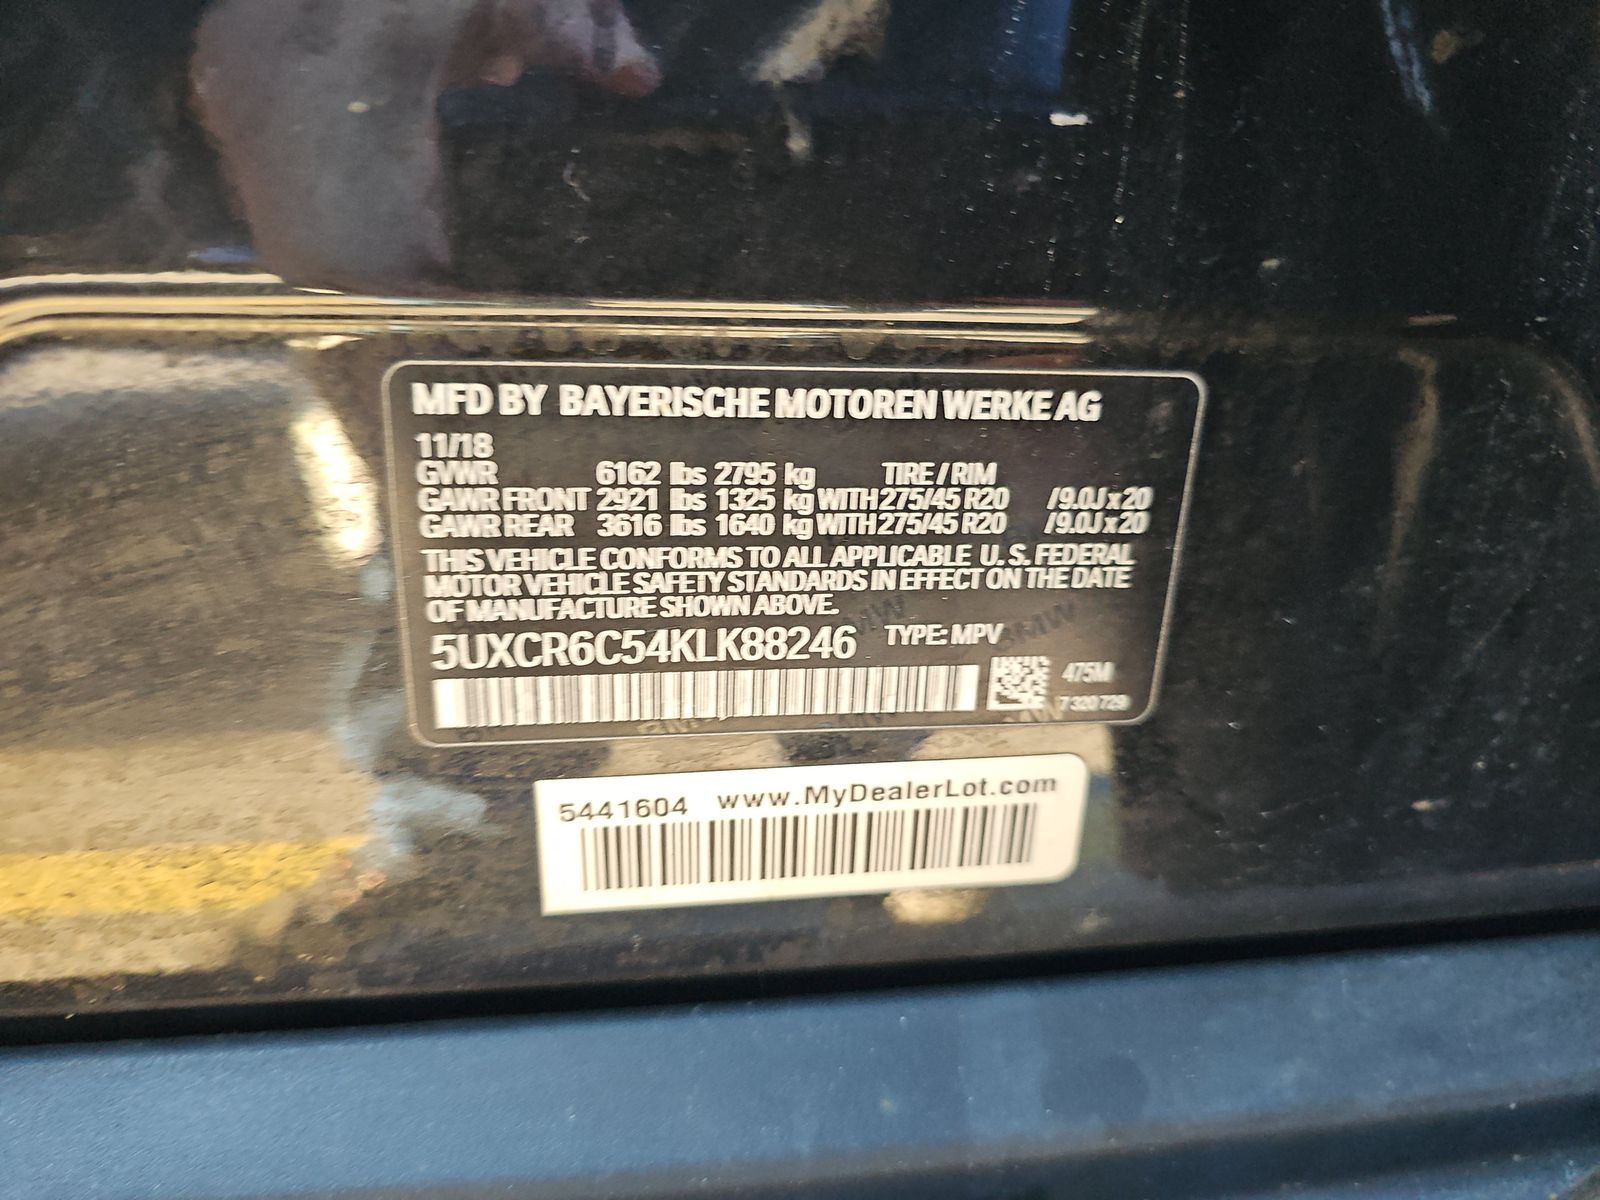 MFD BY BAYERISCHE MOTOREN WERKE AG
11/18
GVWR 6162 lbs 2795 kg TIRE / RIM
GAWR FRONT 2921 lbs 1325 kg WITH 275/45 R20 / 9.0J x 20
GAWR REAR 3616 lbs 1640 kg WITH 275/45 R20 / 9.0J x 20
THIS VEHICLE CONFORMS TO ALL APPLICABLE U. S. FEDERAL
MOTOR VEHICLE SAFETY STANDARDS IN EFFECT ON THE DATE
OF MANUFACTURE SHOWN ABOVE.
5UXCR6C54KLK88246 TYPE: MPV
475M
7 320 729
5441604 www.MyDealerLot.com